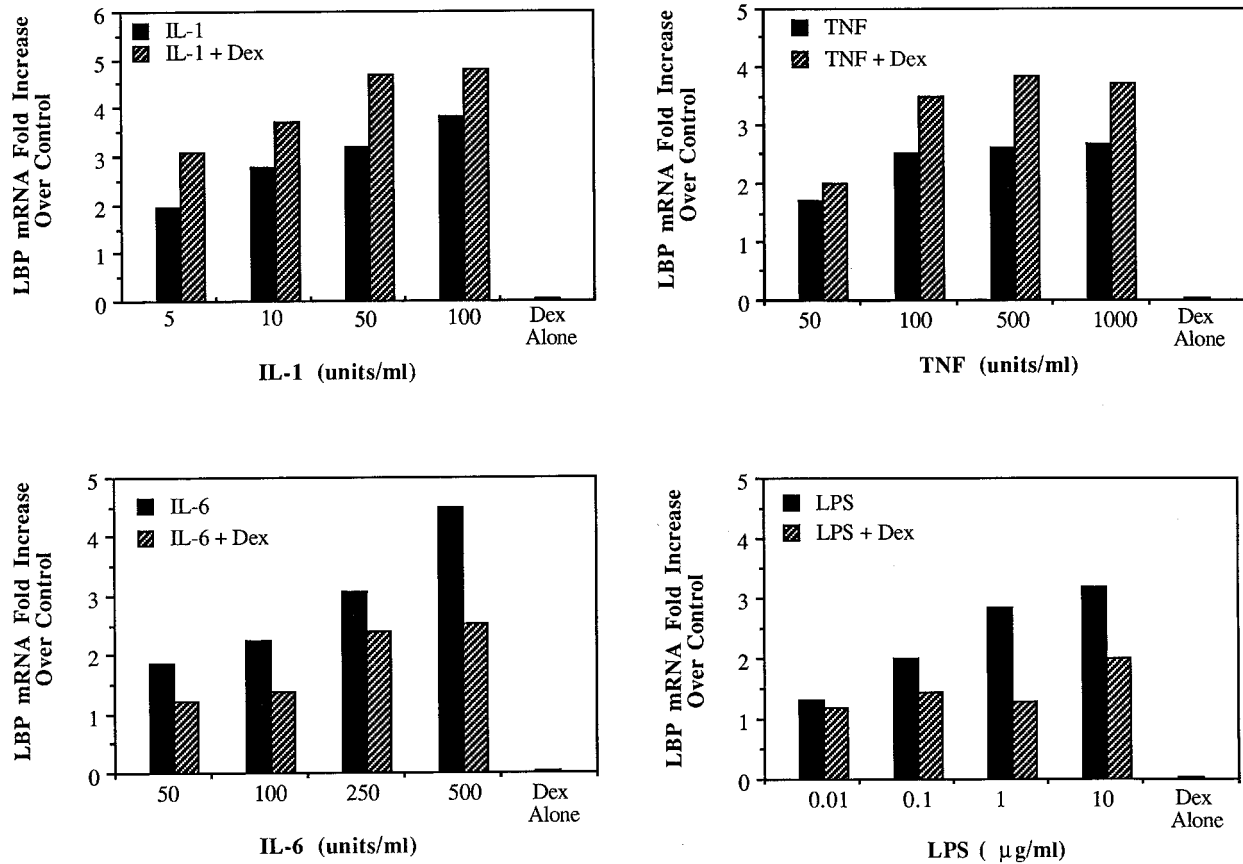 LBP mRNA Fold Increase
Over Control
6
5
4
3
2
1
0
IL-1
IL-1 + Dex
5 10 50 100 Dex
Alone
IL-1 (units/ml)
LBP mRNA Fold Increase
Over Control
5
4
3
2
1
0
TNF
TNF + Dex
50 100 500 1000 Dex
Alone
TNF (units/ml)
LBP mRNA Fold Increase
Over Control
5
4
3
2
1
0
IL-6
IL-6 + Dex
50 100 250 500 Dex
Alone
IL-6 (units/ml)
LBP mRNA Fold Increase
Over Control
5
4
3
2
1
0
LPS
LPS + Dex
0.01 0.1 1 10 Dex
Alone
LPS ( µg/ml)